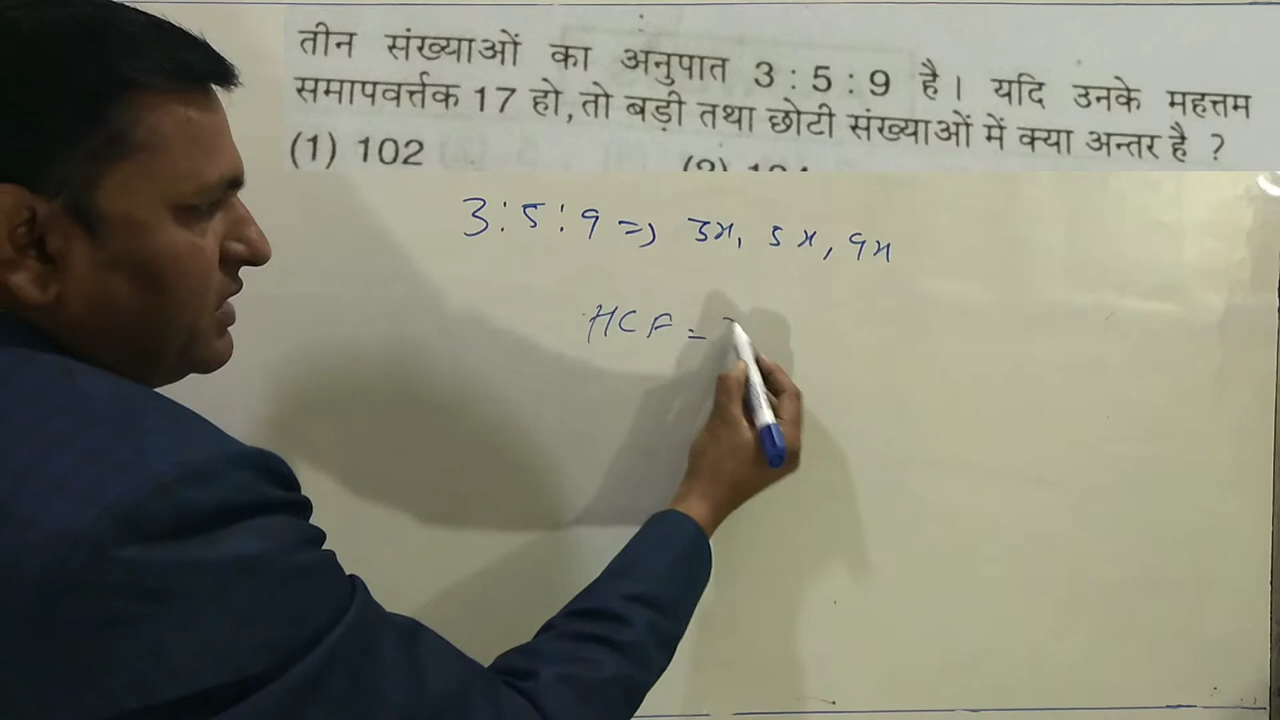 तीन संख्याओं का अनुपात 3 : 5 : 9 है। यदि उनके महत्तम
समापवर्त्तक 17 हो, तो बड़ी तथा छोटी संख्याओं में क्या अन्तर है ?
(1) 102
3:5:9 => 3x, 5x, 9x
HCF =